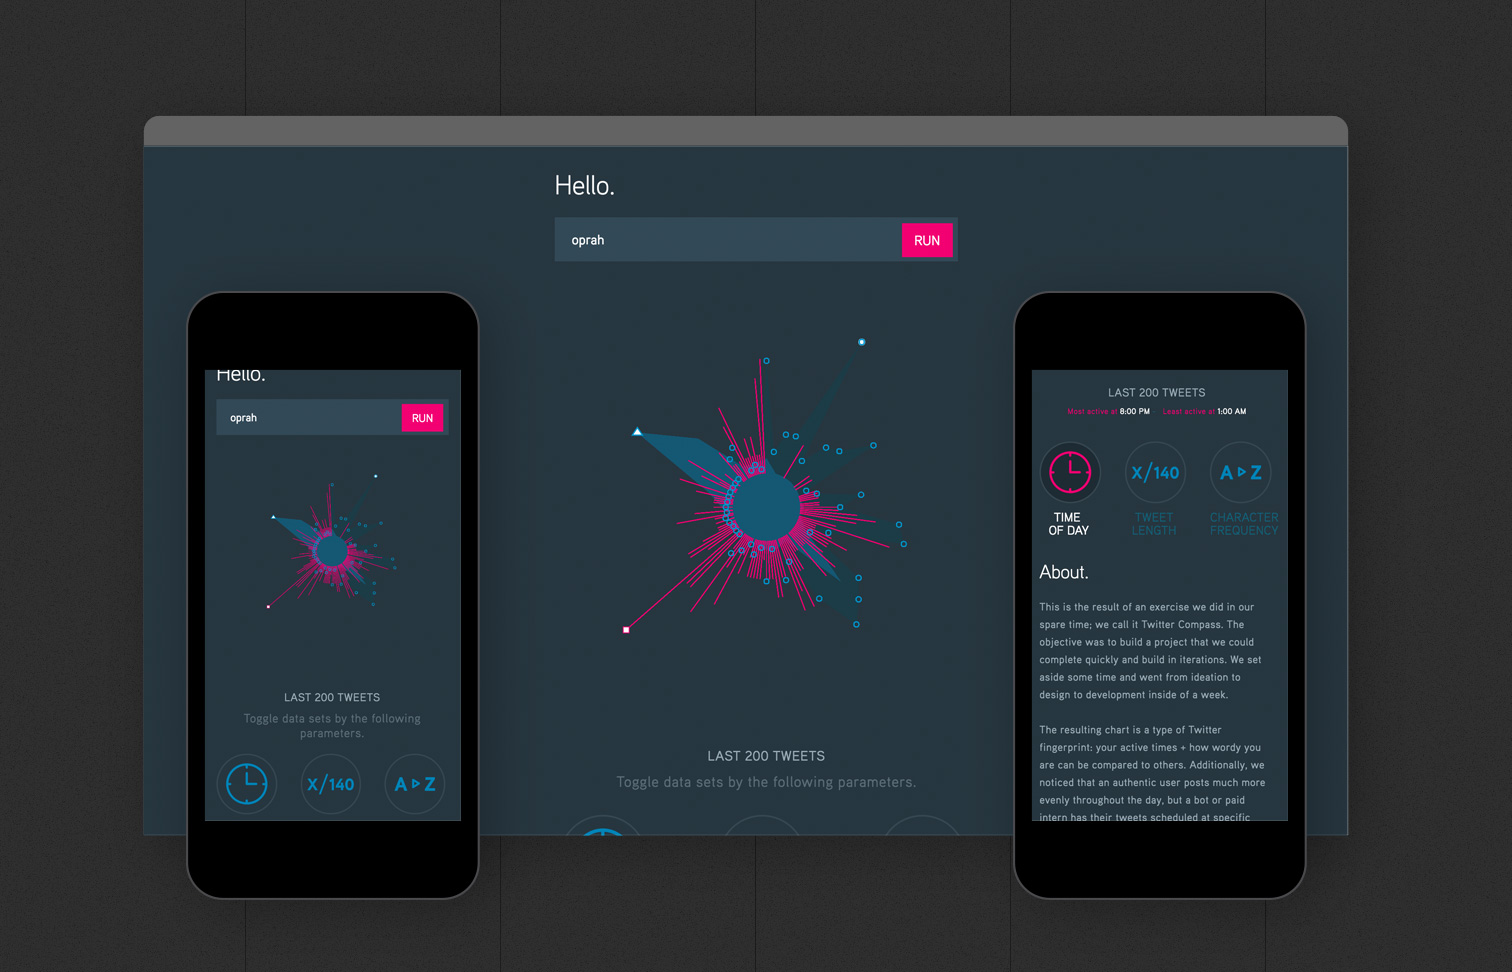 Hello.
oprah
RUN
LAST 200 TWEETS
Toggle data sets by the following parameters.
Hello.
oprah
RUN
LAST 200 TWEETS
Toggle data sets by the following
parameters.
X/140
A▷Z
LAST 200 TWEETS
Most active at 8:00 PM - Least active at 1:00 AM
X/140
A▷Z
TIME
OF DAY
TWEET
LENGTH
CHARACTER
FREQUENCY
About.
This is the result of an exercise we did in our
spare time; we call it Twitter Compass. The
objective was to build a project that we could
complete quickly and build in iterations. We set
aside some time and went from ideation to
design to development inside of a week.
The resulting chart is a type of Twitter
fingerprint: your active times + how wordy you
are can be compared to others. Additionally, we
noticed that an authentic user posts much more
evenly throughout the day, but a bot or paid
intern has their tweets scheduled at specific